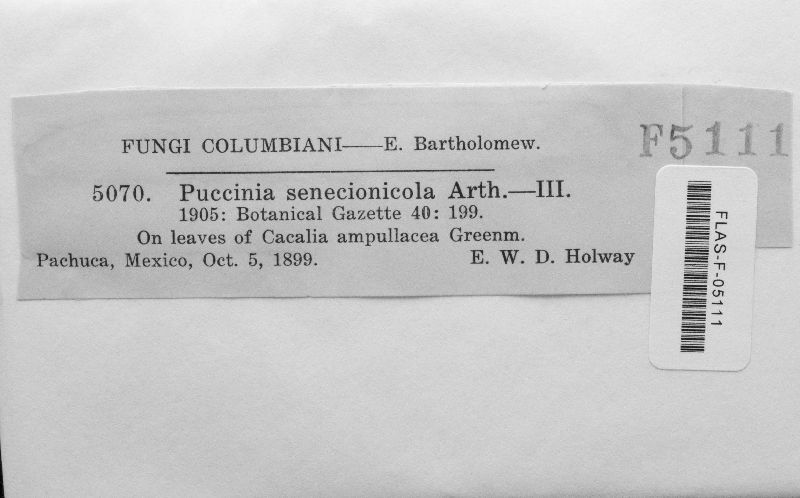 FUNGI COLUMBIANI——E. Bartholomew.
F5111
5070. Puccinia senecionicola Arth.—III.
1905: Botanical Gazette 40: 199.
On leaves of Cacalia ampullacea Greenm.
Pachuca, Mexico, Oct. 5, 1899. E. W. D. Holway
FLAS-F-05111